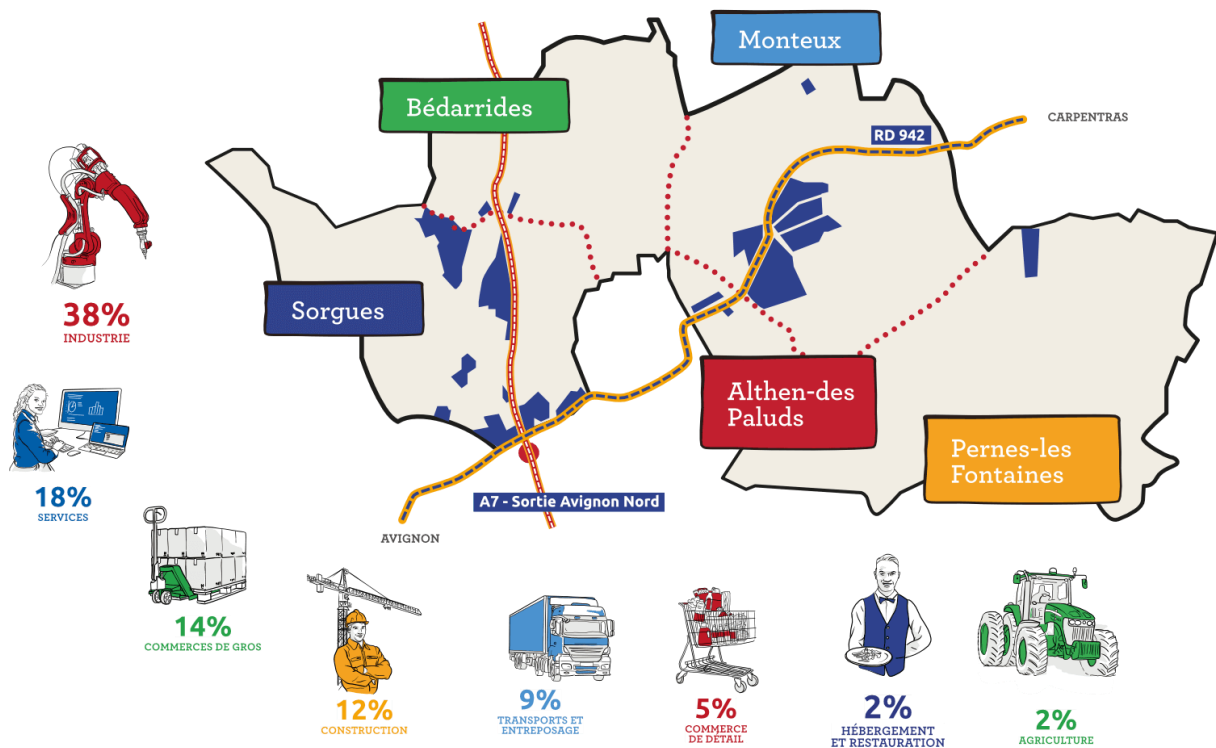 Monteux
Bédarrides
CARPENTRAS
RD 942
Sorgues
38%
INDUSTRIE
Althen-des
Paluds
Pernes-les
Fontaines
18%
SERVICES
A7 - Sortie Avignon Nord
AVIGNON
14%
COMMERCES DE GROS
12%
CONSTRUCTION
9%
TRANSPORTS ET
ENTREPOSAGE
5%
COMMERCE
DE DÉTAIL
2%
HÉBERGEMENT
ET RESTAURATION
2%
AGRICULTURE